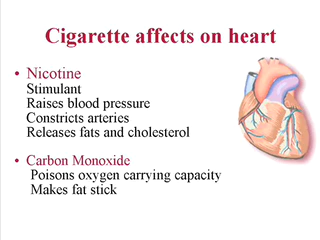 Cigarette affects on heart
• Nicotine
Stimulant
Raises blood pressure
Constricts arteries
Releases fats and cholesterol
• Carbon Monoxide
Poisons oxygen carrying capacity
Makes fat stick